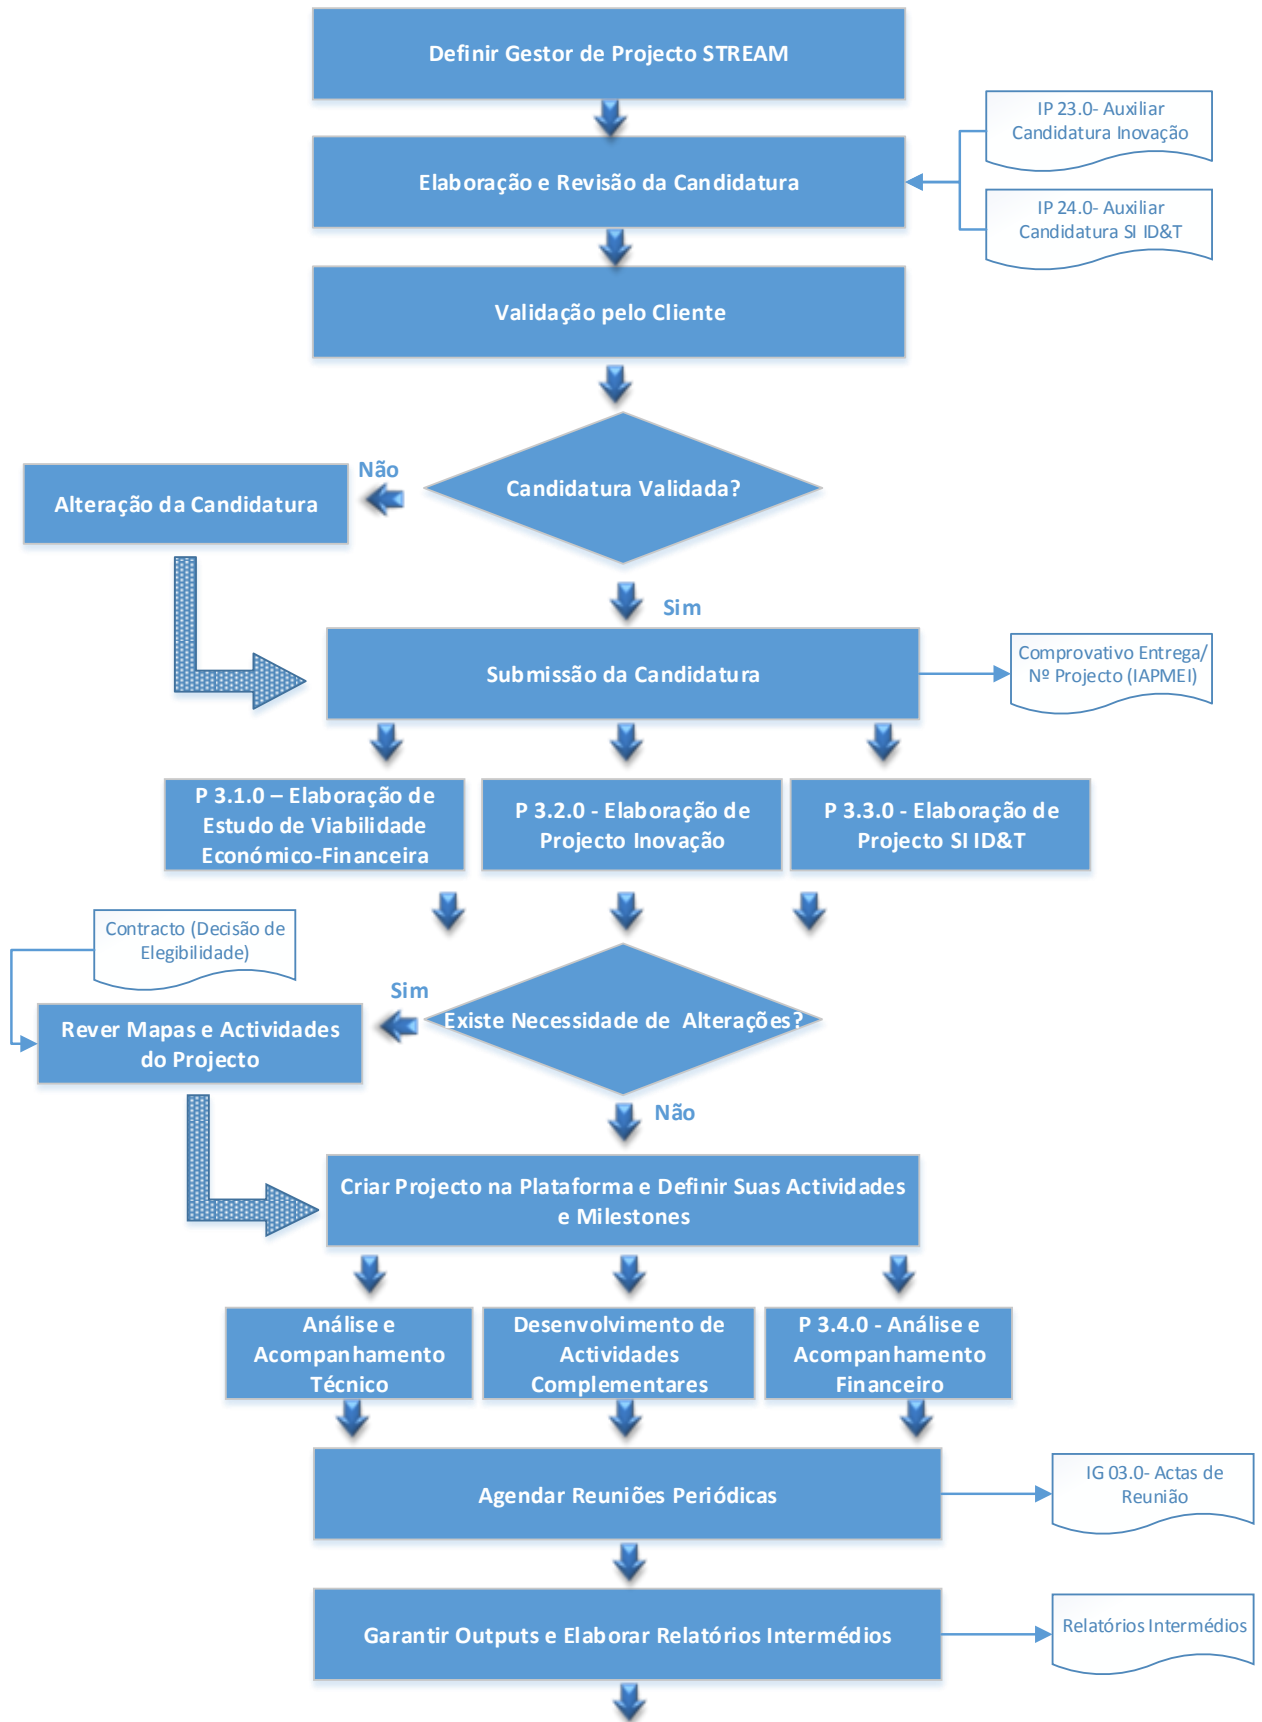 Definir Gestor de Projecto STREAM
IP 23.0- Auxiliar
Candidatura Inovação
Elaboração e Revisão da Candidatura
IP 24.0- Auxiliar
Candidatura SI ID&T
Validação pelo Cliente
Candidatura Validada?
Não
Alteração da Candidatura
Sim
Submissão da Candidatura
Comprovativo Entrega/
Nº Projecto (IAPMEI)
P 3.1.0 – Elaboração de
Estudo de Viabilidade
Económico-Financeira
P 3.2.0 - Elaboração de
Projecto Inovação
P 3.3.0 - Elaboração de
Projecto SI ID&T
Contracto (Decisão de
Elegibilidade)
Sim
Existe Necessidade de Alterações?
Rever Mapas e Actividades
do Projecto
Não
Criar Projecto na Plataforma e Definir Suas Actividades
e Milestones
Análise e
Acompanhamento
Técnico
Desenvolvimento de
Actividades
Complementares
P 3.4.0 - Análise e
Acompanhamento
Financeiro
Agendar Reuniões Periódicas
IG 03.0- Actas de
Reunião
Garantir Outputs e Elaborar Relatórios Intermédios
Relatórios Intermédios